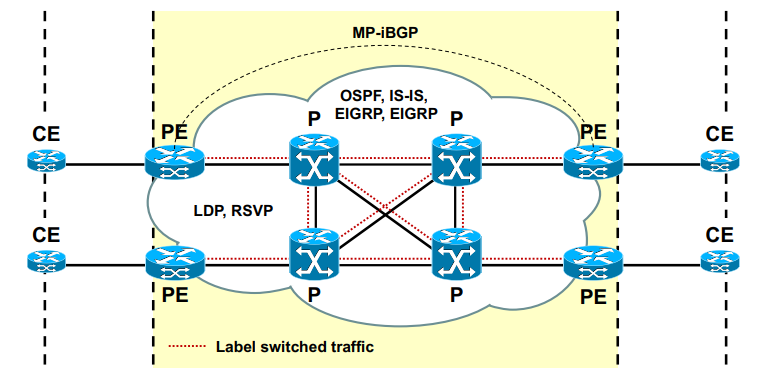 MP-iBGP
OSPF, IS-IS,
EIGRP, EIGRP
CE
PE
P
P
PE
CE
LDP, RSVP
CE
PE
P
P
PE
CE
Label switched traffic